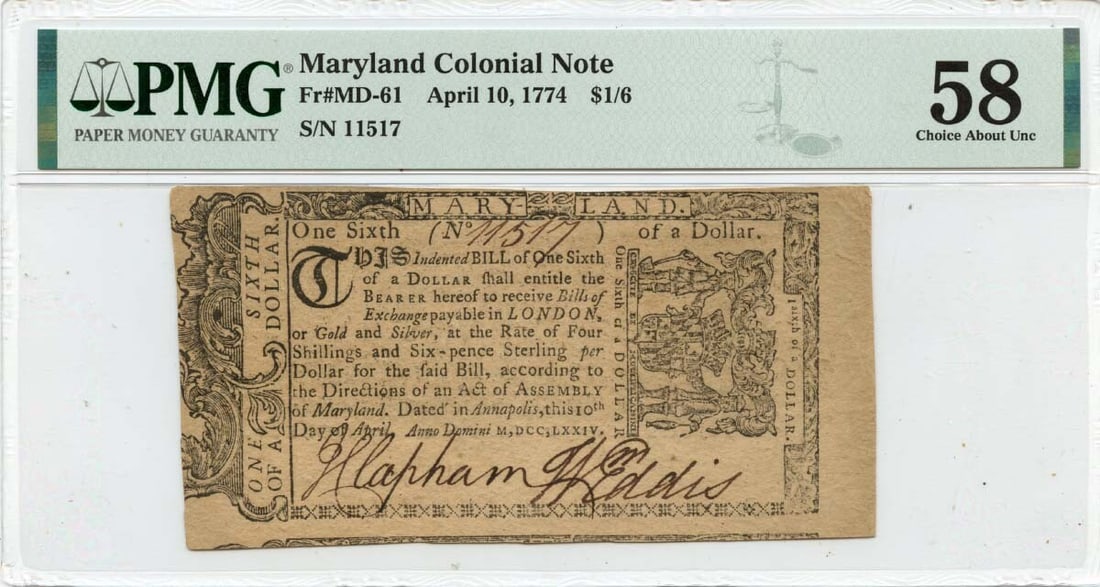 PMG® Maryland Colonial Note
Fr#MD-61 April 10, 1774 $1/6
S/N 11517
PAPER MONEY GUARANTY
58
Choice About Unc
MARY-LAND.
One Sixth (No 11517) of a Dollar.
THIS Indented BILL of One Sixth
of a DOLLAR ſhall entitle the
BEARER hereof to receive Bills of
Exchange payable in LONDON,
or Gold and Silver, at the Rate of Four
Shillings and Six-pence Sterling per
Dollar for the ſaid Bill, according to
the Directions of an Act of ASSEMBLY
of Maryland. Dated in Annapolis, this 10th
Day of April, Anno Domini M,DCC,LXXIV.
JClapham Wm Eddis
ONE SIXTH
OF A DOLLAR.
One Sixth of a DOLLAR
1 sixth of a DOLLAR.